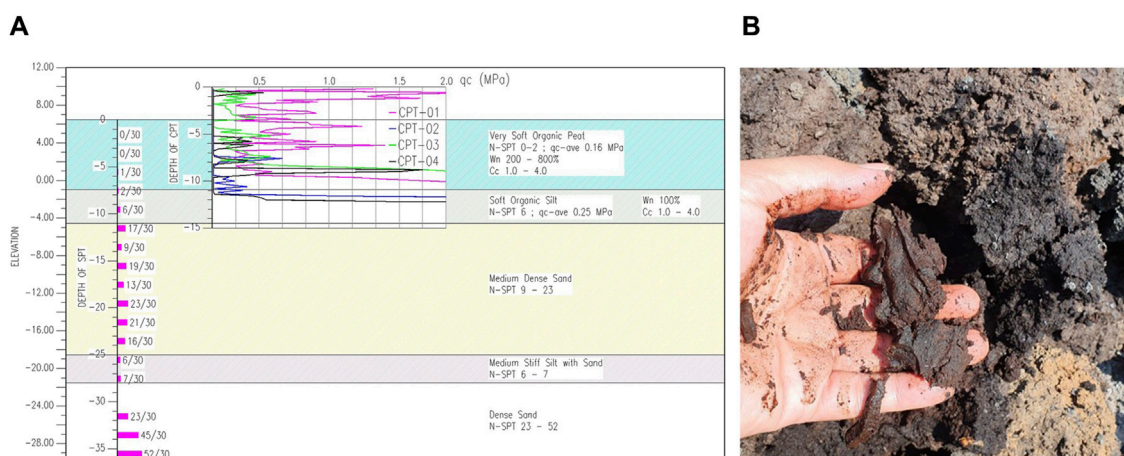 A
B
12.00
8.00
4.00
0.00
-4.00
-8.00
-12.00
-16.00
-20.00
-24.00
-28.00
ELEVATION
DEPTH OF SPT
0
-5
-10
-15
-20
-25
-30
-35
0/30
0/30
1/30
2/30
6/30
17/30
9/30
19/30
13/30
23/30
21/30
16/30
6/30
7/30
23/30
45/30
52/30
DEPTH OF CPT
0
-5
-10
-15
0.5
1.0
1.5
2.0
qc (MPa)
CPT-01
CPT-02
CPT-03
CPT-04
Very Soft Organic Peat
N-SPT 0-2 ; qc-ave 0.16 MPa
Wn 200 - 800%
Cc 1.0 - 4.0
Soft Organic Silt
N-SPT 6 ; qc-ave 0.25 MPa
Wn 100%
Cc 1.0 - 4.0
Medium Dense Sand
N-SPT 9 - 23
Medium Stiff Silt with Sand
N-SPT 6 - 7
Dense Sand
N-SPT 23 - 52